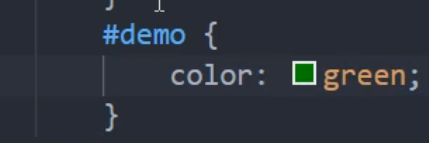 }
#demo {
color: green;
}